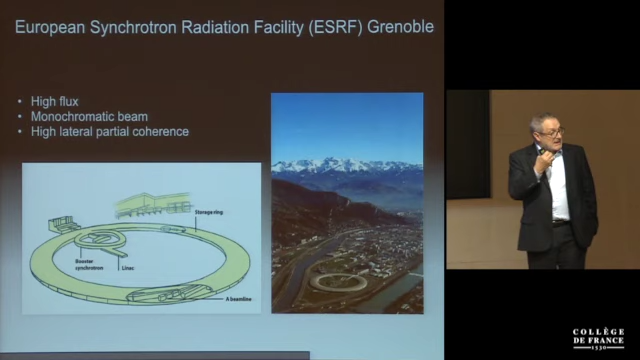 European Synchrotron Radiation Facility (ESRF) Grenoble
• High flux
• Monochromatic beam
• High lateral partial coherence
Storage ring
Booster
synchrotron
Linac
A beamline
COLLÈGE
DE FRANCE
1530